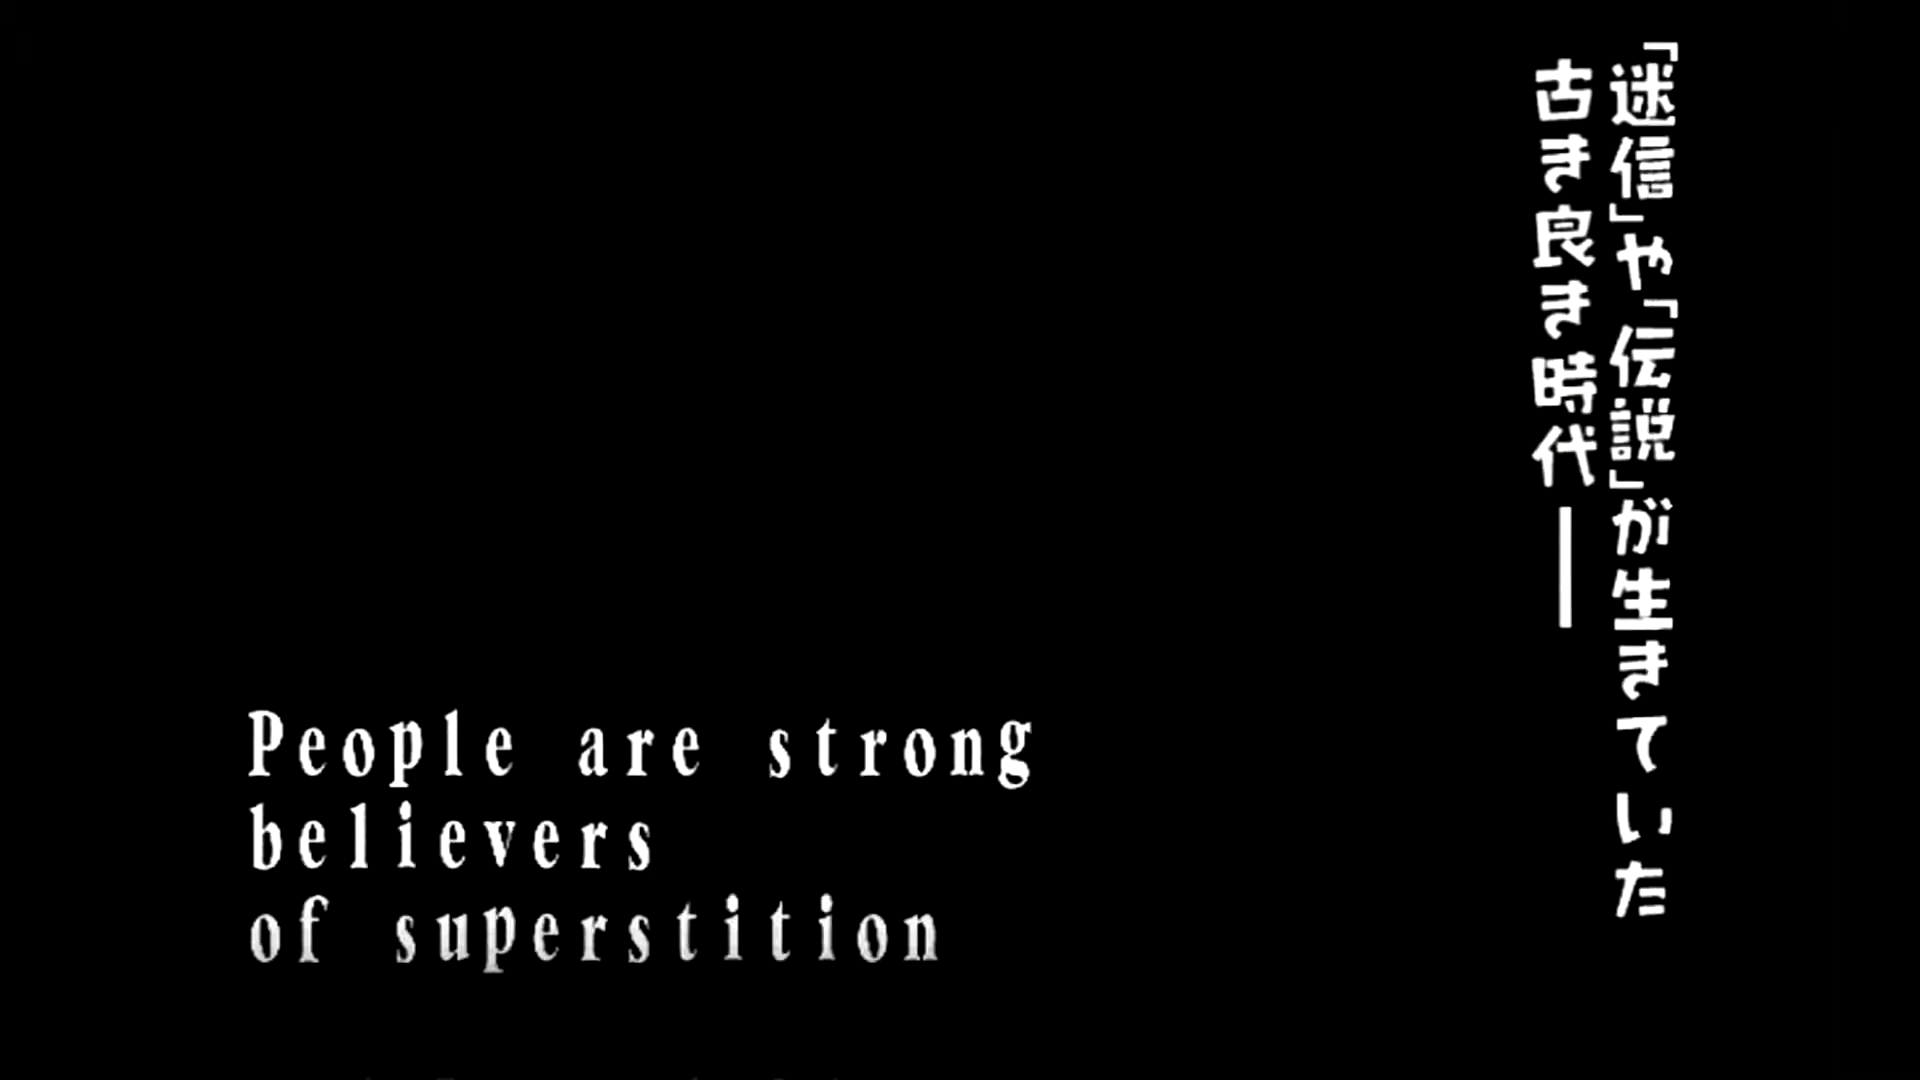 「迷信」や「伝説」が生きていた
古き良き時代――
People are strong
believers
of superstition